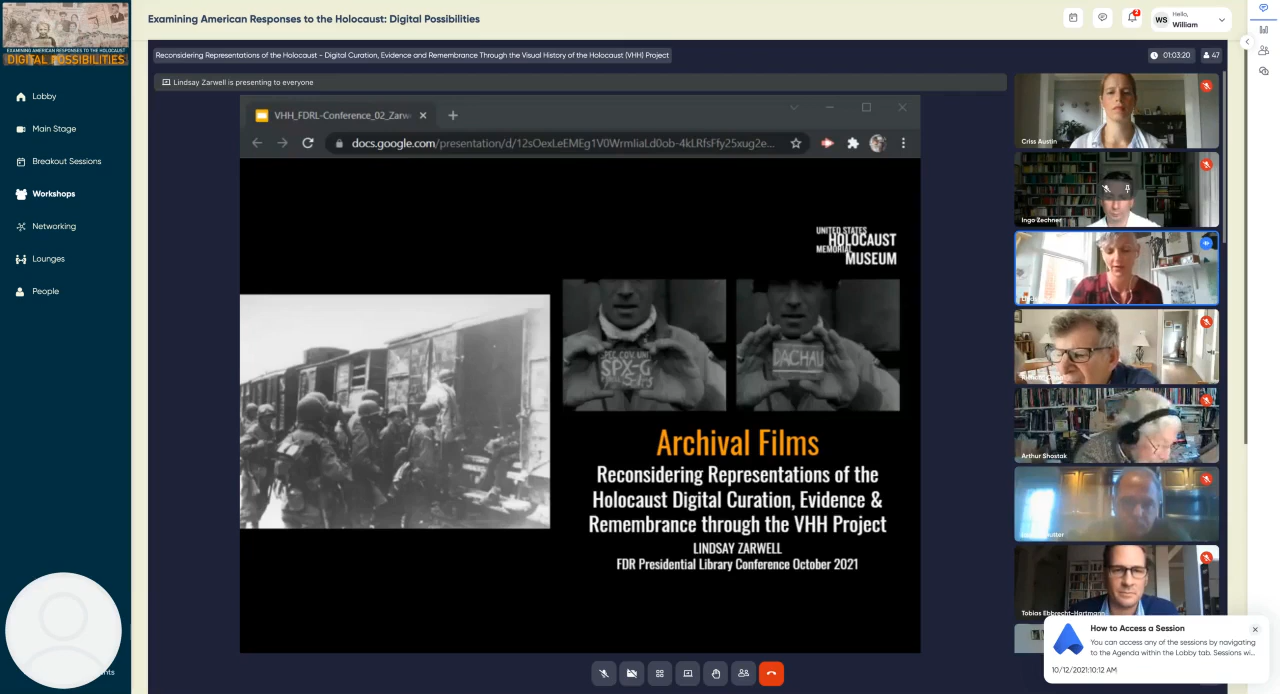 EXAMINING AMERICAN RESPONSES TO THE HOLOCAUST
DIGITAL POSSIBILITIES
Lobby
Main Stage
Breakout Sessions
Workshops
Networking
Lounges
People
Examining American Responses to the Holocaust: Digital Possibilities
WS
Hello,
William
Reconsidering Representations of the Holocaust - Digital Curation, Evidence and Remembrance Through the Visual History of the Holocaust (VHH) Project
01:03:20
47
Lindsay Zarwell is presenting to everyone
VHH_FDRL-Conference_02_Zarw
docs.google.com/presentation/d/12sOexLeEMEg1V0WrmIiaLd0ob-4kLRfsFfy25xug2e...
UNITED STATES
HOLOCAUST
MEMORIAL
MUSEUM
SPX-G
DACHAU
Archival Films
Reconsidering Representations of the
Holocaust Digital Curation, Evidence &
Remembrance through the VHH Project
LINDSAY ZARWELL
FDR Presidential Library Conference October 2021
Criss Austin
Ingo Zechner
Arthur Shostak
Tobias Ebbrecht-Hartmann
How to Access a Session
You can access any of the sessions by navigating
to the Agenda within the Lobby tab. Sessions wi...
10/12/2021:10:12 AM